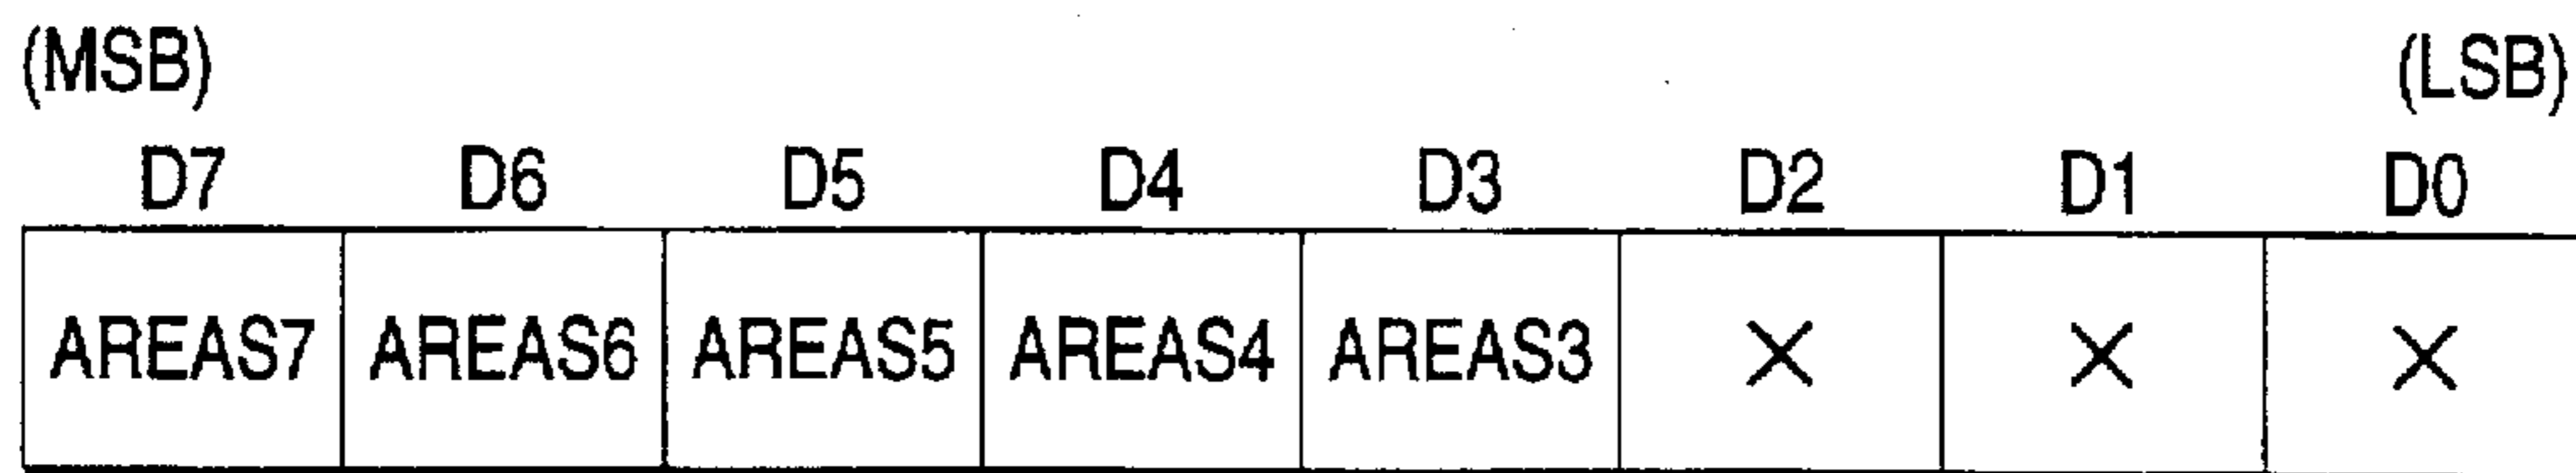 (MSB) (LSB)
D7 D6 D5 D4 D3 D2 D1 D0
AREAS7 AREAS6 AREAS5 AREAS4 AREAS3 × × ×